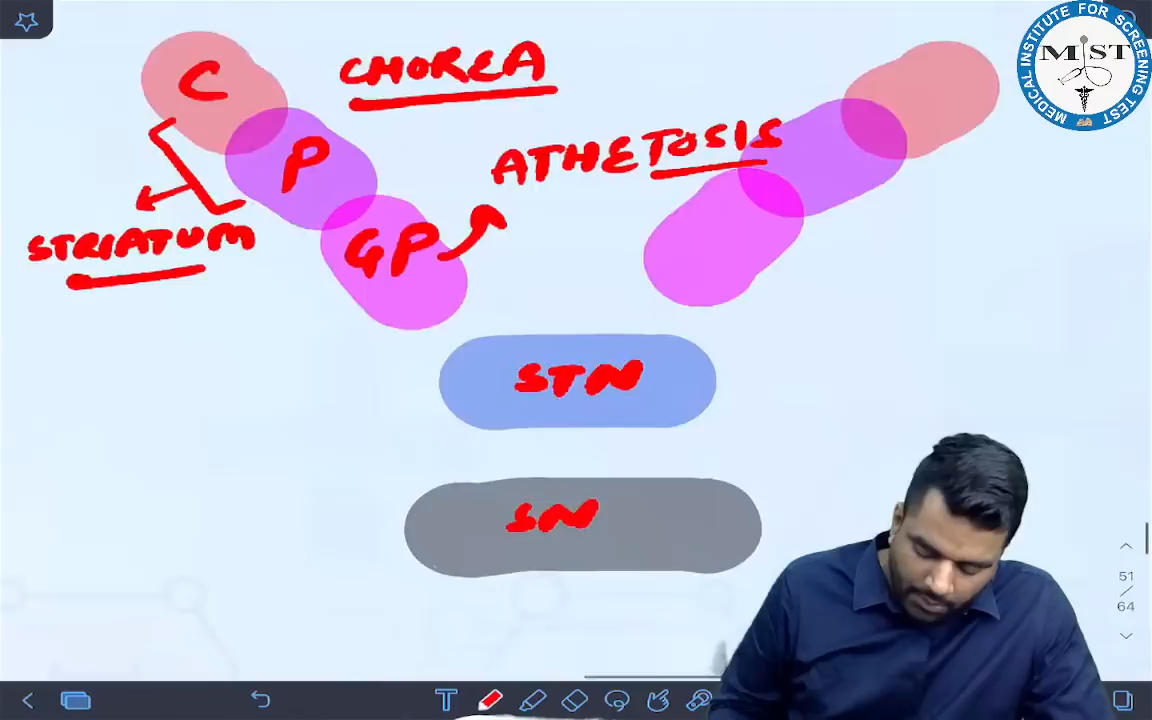 C
CHOREA
P
ATHETOSIS
STRIATUM
GP
STN
SN
MEDICAL INSTITUTE FOR SCREENING TEST
MIST
51
/
64
T